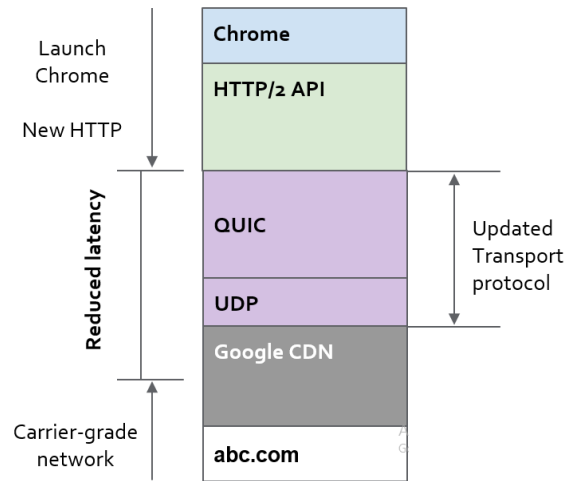 Chrome
Launch
Chrome
HTTP/2 API
New HTTP
Reduced latency
QUIC
Updated
Transport
protocol
UDP
Google CDN
Carrier-grade
network
abc.com
A
G